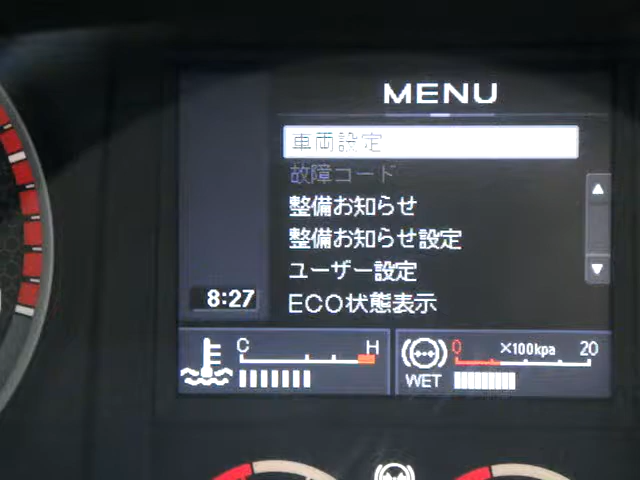 MENU
車両設定
故障コード
整備お知らせ
整備お知らせ設定
ユーザー設定
ECO状態表示
8:27
C H
0 ×100kpa 20
WET